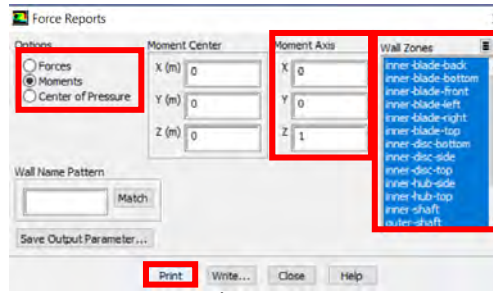 Force Reports
Options
Forces
Moments
Center of Pressure
Moment Center
X (m) 0
Y (m) 0
Z (m) 0
Moment Axis
X 0
Y 0
Z 1
Wall Zones
inner-blade-back
inner-blade-bottom
inner-blade-front
inner-blade-left
inner-blade-right
inner-blade-top
inner-disc-bottom
inner-disc-side
inner-disc-top
inner-hub-side
inner-hub-top
inner-shaft
outer-shaft
Wall Name Pattern
Match
Save Output Parameter...
Print Write... Close Help